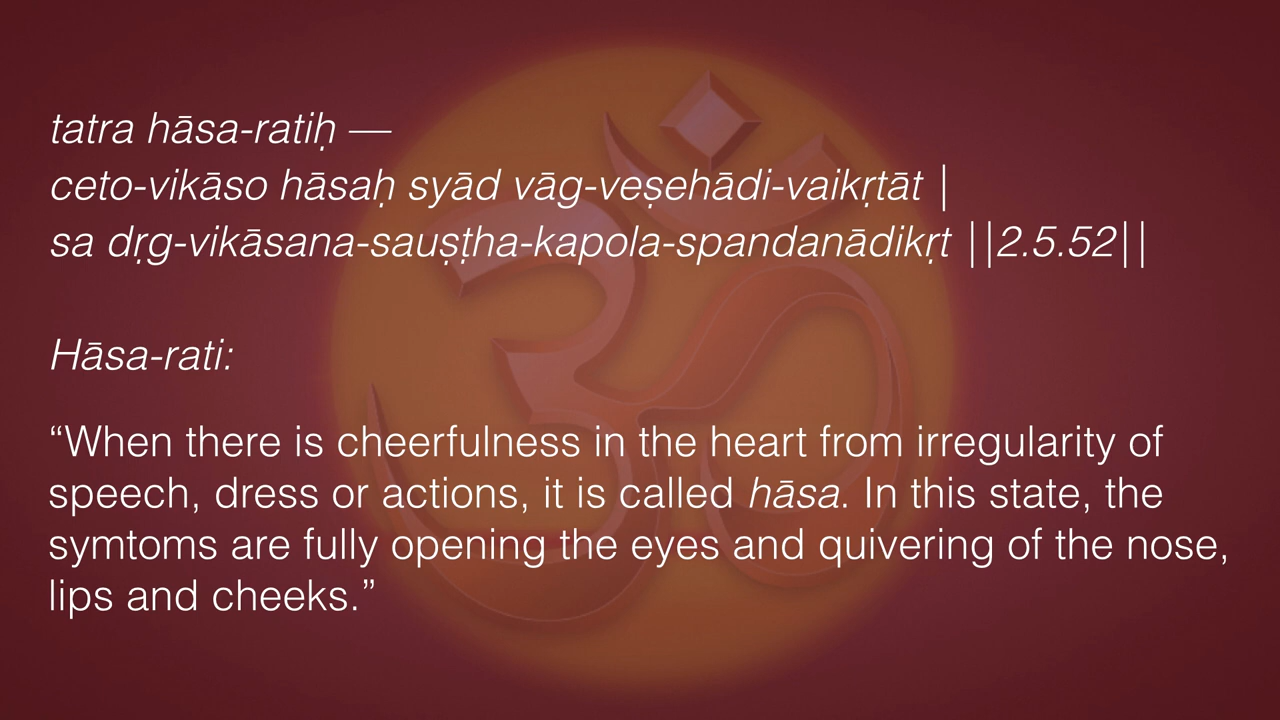 tatra hāsa-ratiḥ —
ceto-vikāso hāsaḥ syād vāg-veṣehādi-vaikṛtāt |
sa dṛg-vikāsana-sauṣṭha-kapola-spandanādikṛt ||2.5.52||
Hāsa-rati:
“When there is cheerfulness in the heart from irregularity of
speech, dress or actions, it is called hāsa. In this state, the
symtoms are fully opening the eyes and quivering of the nose,
lips and cheeks.”